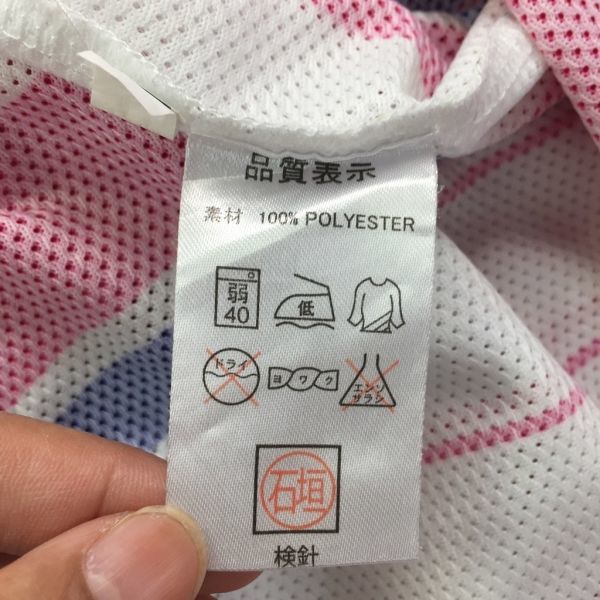 品質表示
素材 100% POLYESTER
弱
40
低
ドライ
ヨワク
エンソ
サラシ
石垣
検針